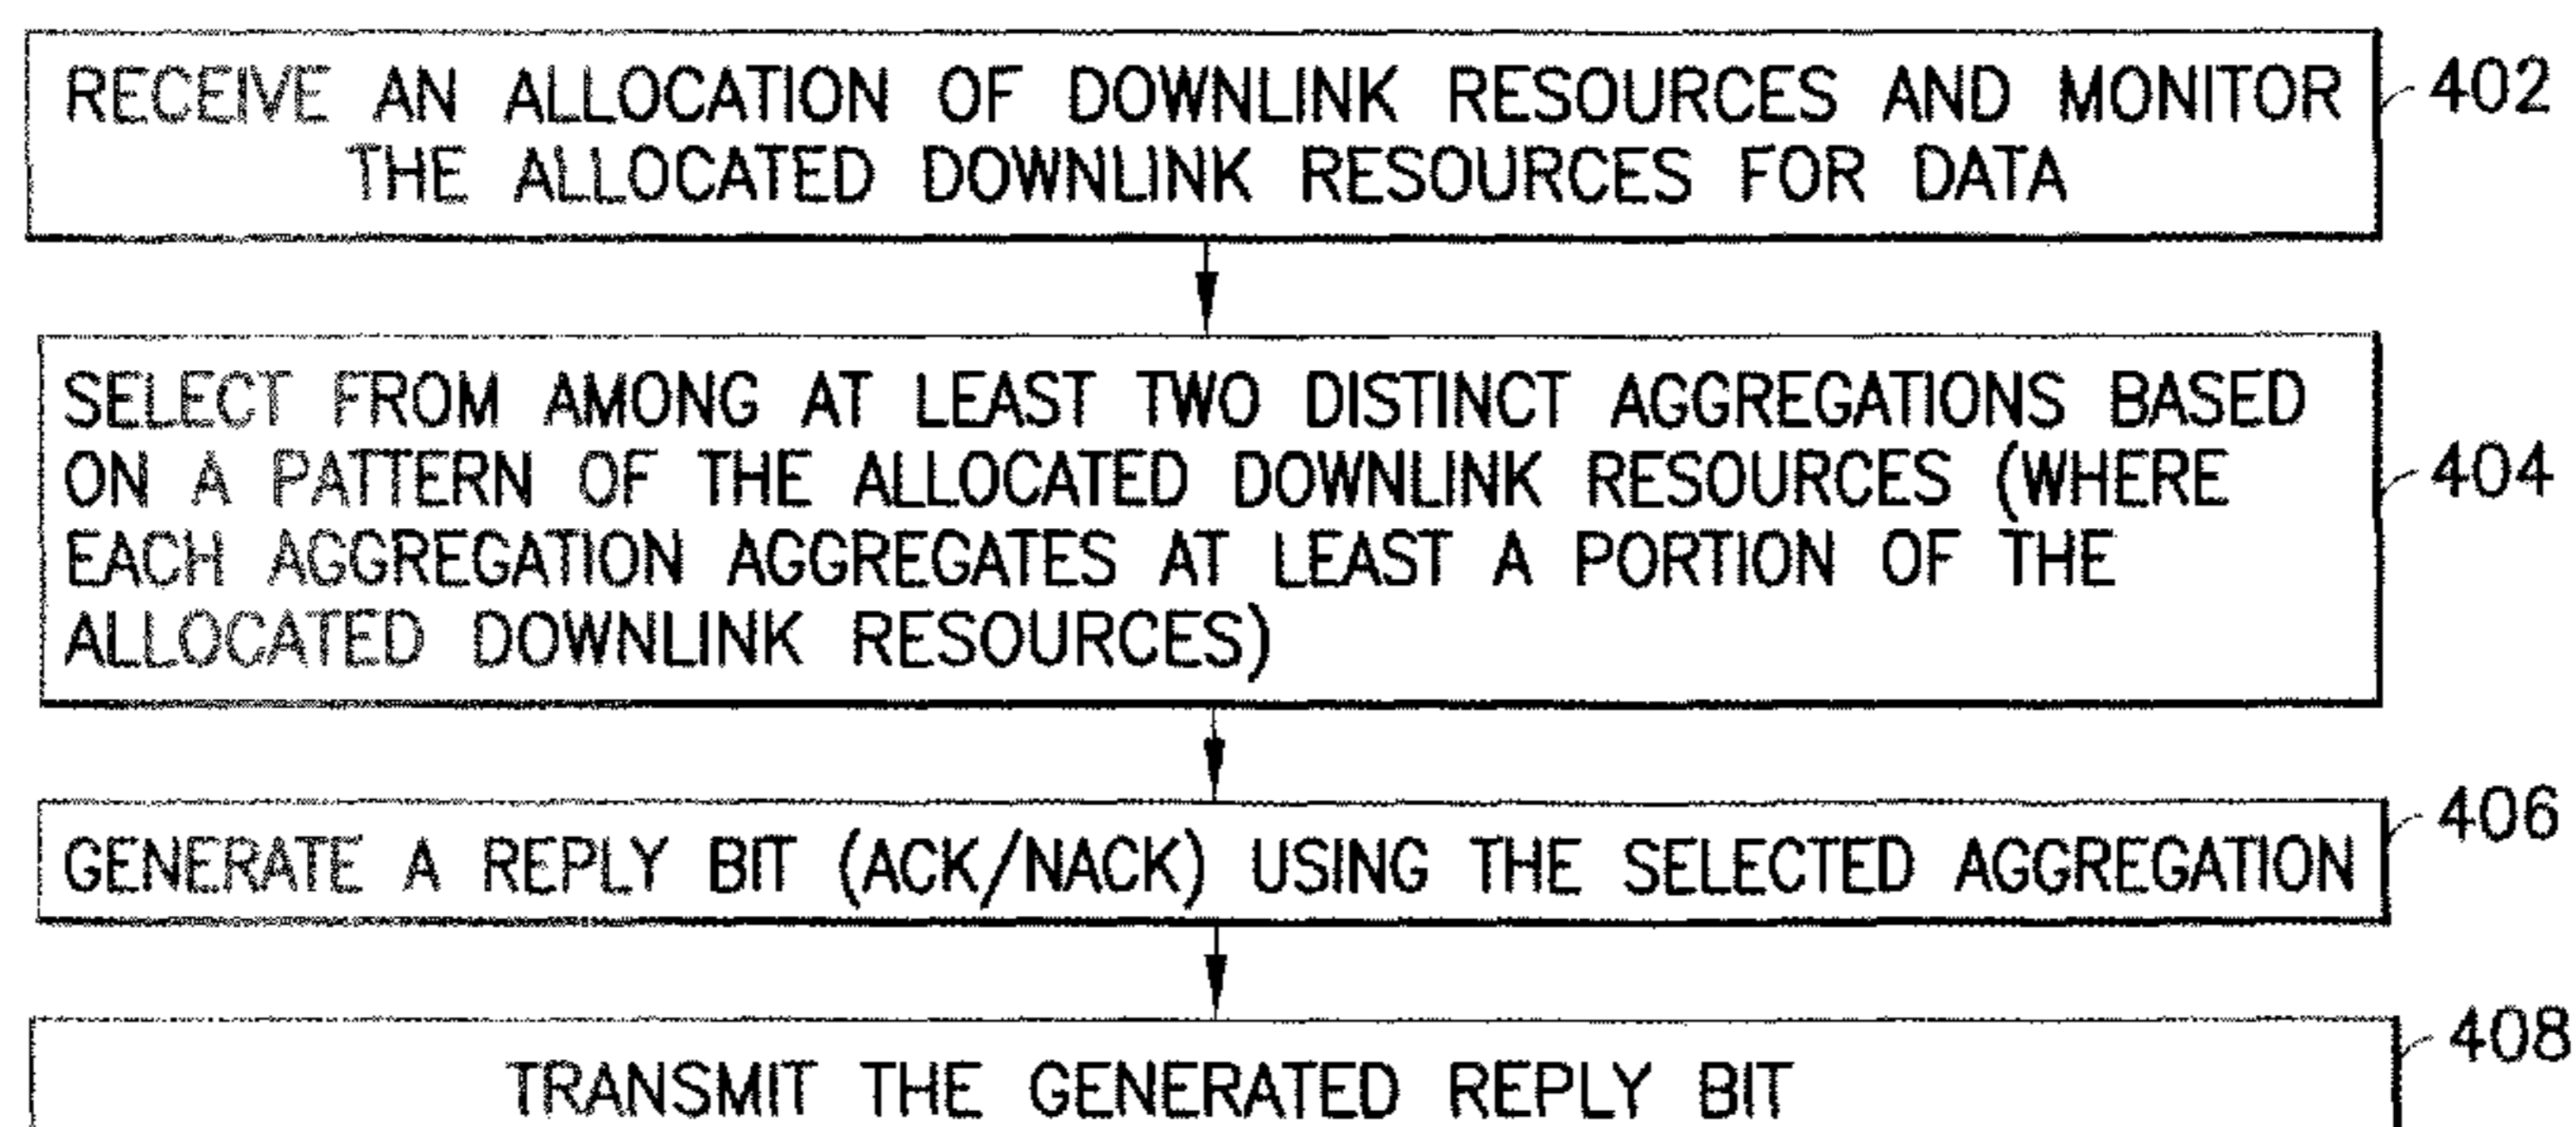 RECEIVE AN ALLOCATION OF DOWNLINK RESOURCES AND MONITOR
THE ALLOCATED DOWNLINK RESOURCES FOR DATA
402
SELECT FROM AMONG AT LEAST TWO DISTINCT AGGREGATIONS BASED
ON A PATTERN OF THE ALLOCATED DOWNLINK RESOURCES (WHERE
EACH AGGREGATION AGGREGATES AT LEAST A PORTION OF THE
ALLOCATED DOWNLINK RESOURCES)
404
GENERATE A REPLY BIT (ACK/NACK) USING THE SELECTED AGGREGATION
406
TRANSMIT THE GENERATED REPLY BIT
408